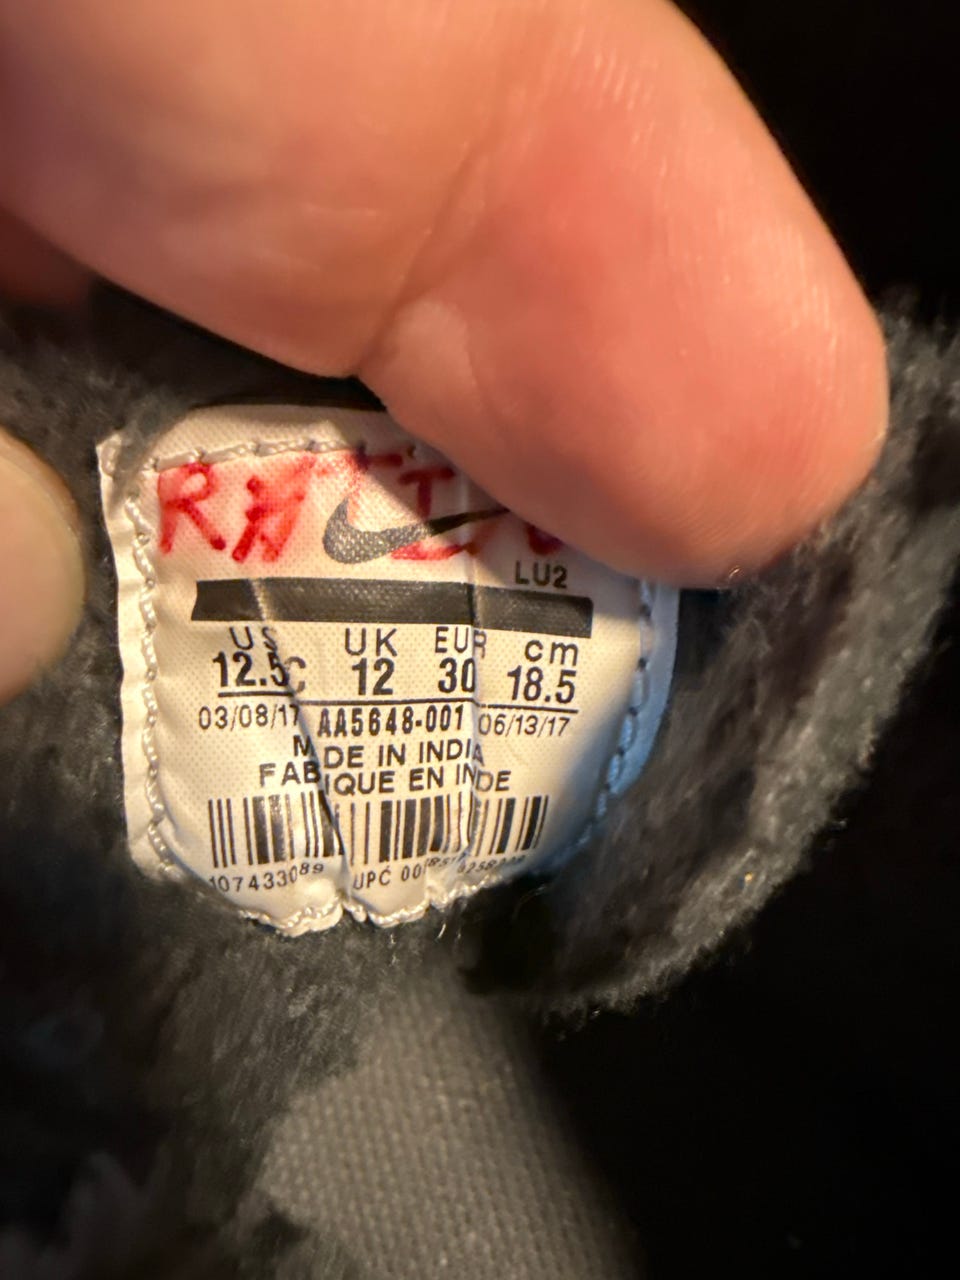 LU2
US UK EUR cm
12.5C 12 30 18.5
03/08/17 AA5648-001 06/13/17
MADE IN INDIA
FABRIQUE EN INDE
107433089
UPC